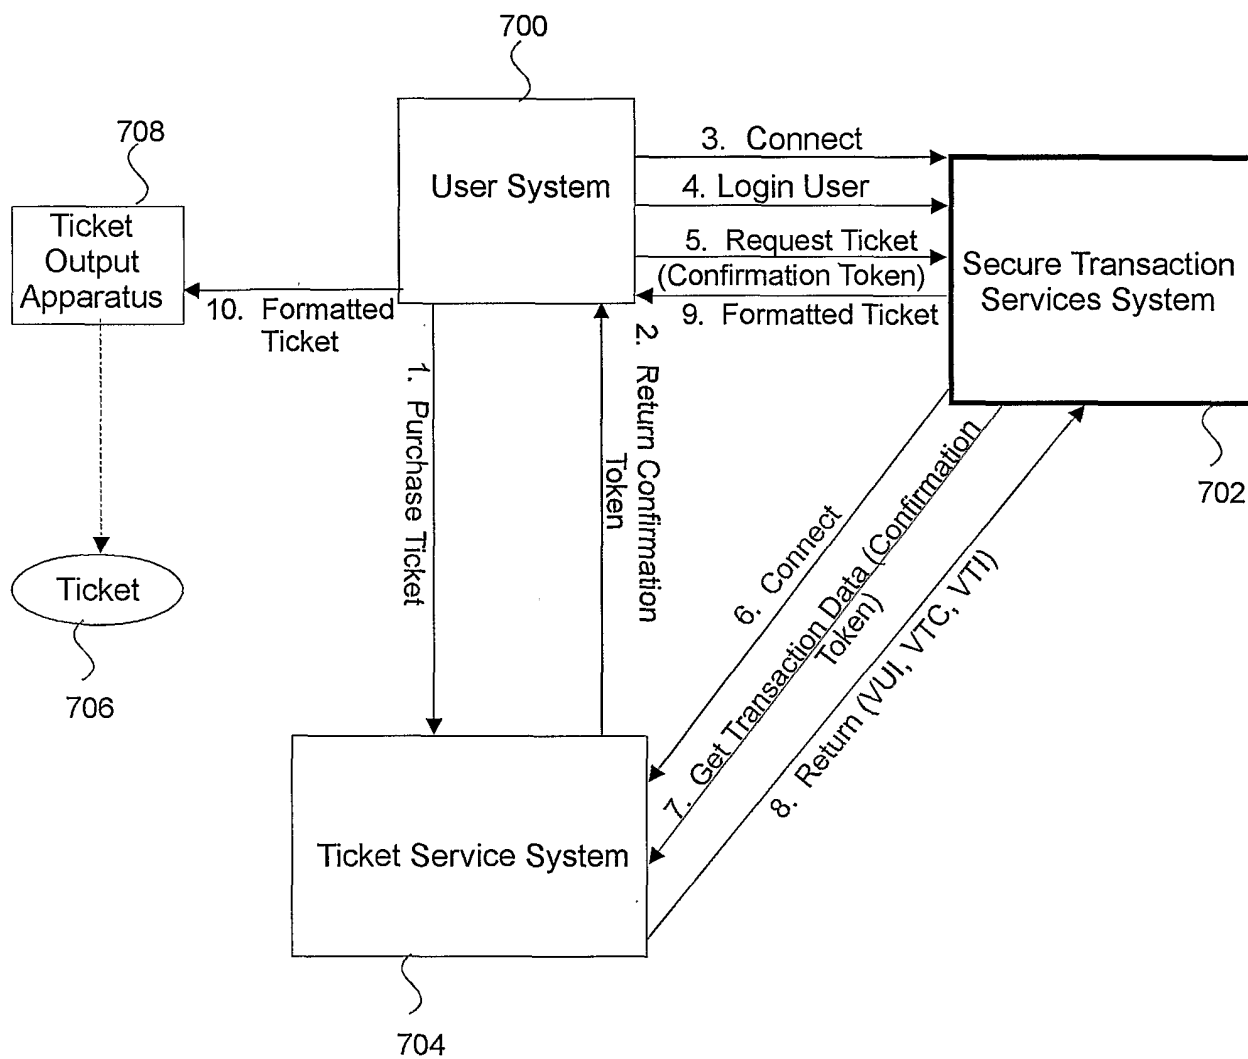 700
708
3. Connect
User System
4. Login User
Ticket
Output
Apparatus
5. Request Ticket
(Confirmation Token)
Secure Transaction
Services System
9. Formatted Ticket
10. Formatted
Ticket
1. Purchase Ticket
2. Return Confirmation
Token
702
6. Connect
7. Get Transaction Data (Confirmation
Token)
8. Return (VUI, VTC, VTI)
Ticket
706
Ticket Service System
704